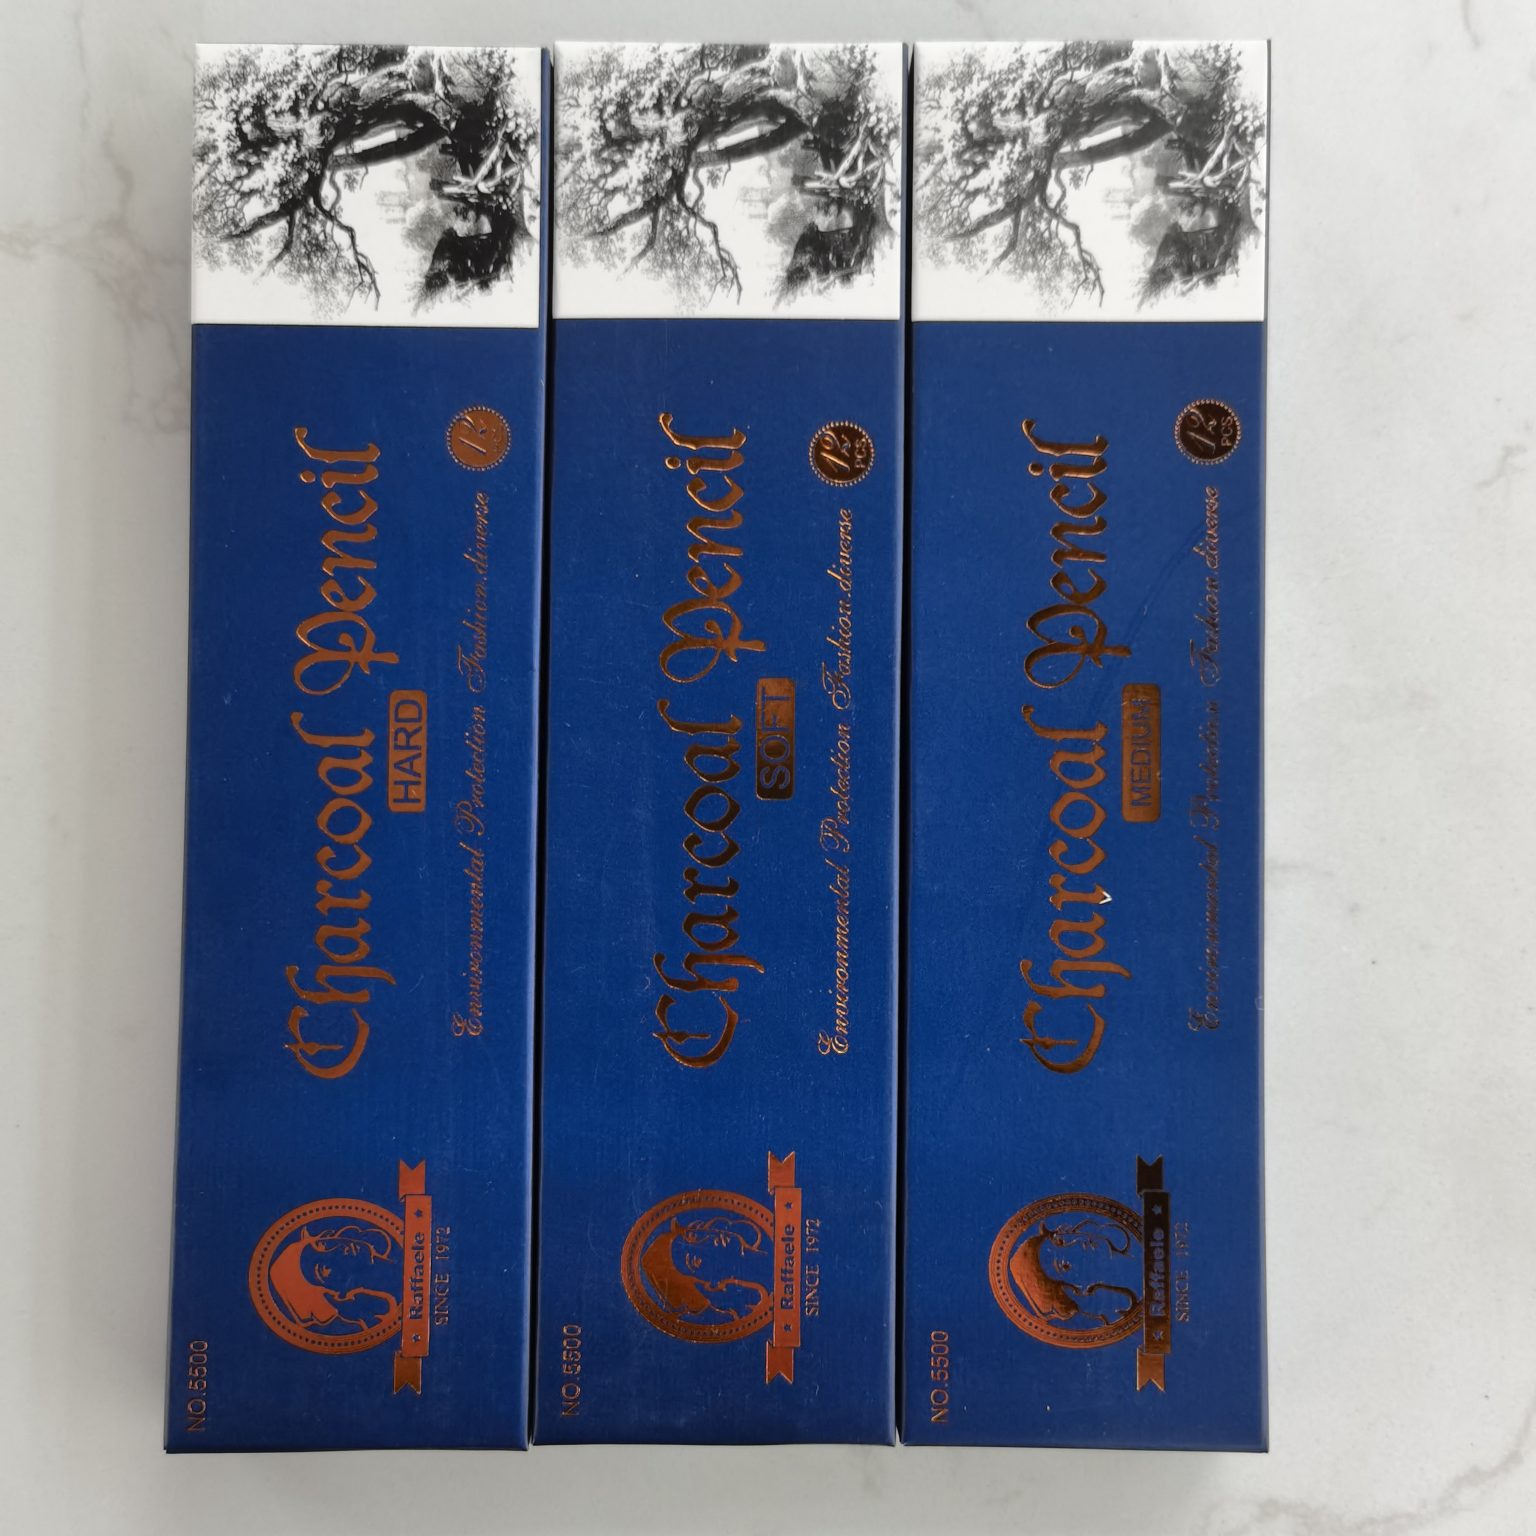 Charcoal Pencil
HARD
Environmental Protection Fashion.diverse
12
PCS
Raffaele
SINCE 1972
NO.5500
Charcoal Pencil
SOFT
Environmental Protection Fashion.diverse
12
PCS
Raffaele
SINCE 1972
NO.5500
Charcoal Pencil
MEDIUM
Environmental Protection Fashion.diverse
12
PCS
Raffaele
SINCE 1972
NO.5500